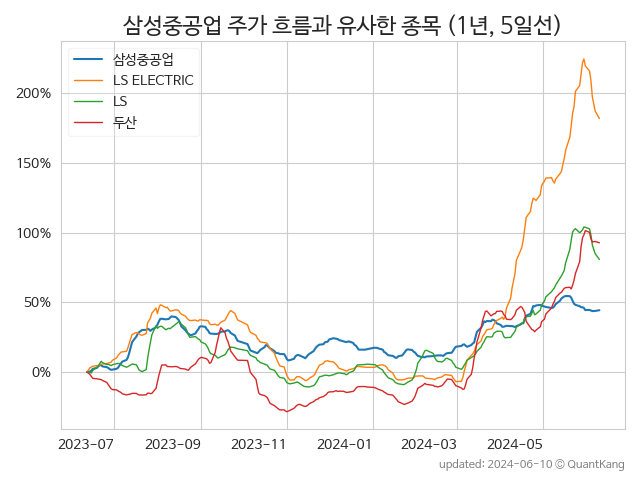 삼성중공업 주가 흐름과 유사한 종목 (1년, 5일선)
삼성중공업
LS ELECTRIC
LS
두산
200%
150%
100%
50%
0%
2023-07 2023-09 2023-11 2024-01 2024-03 2024-05
updated: 2024-06-10 © QuantKang